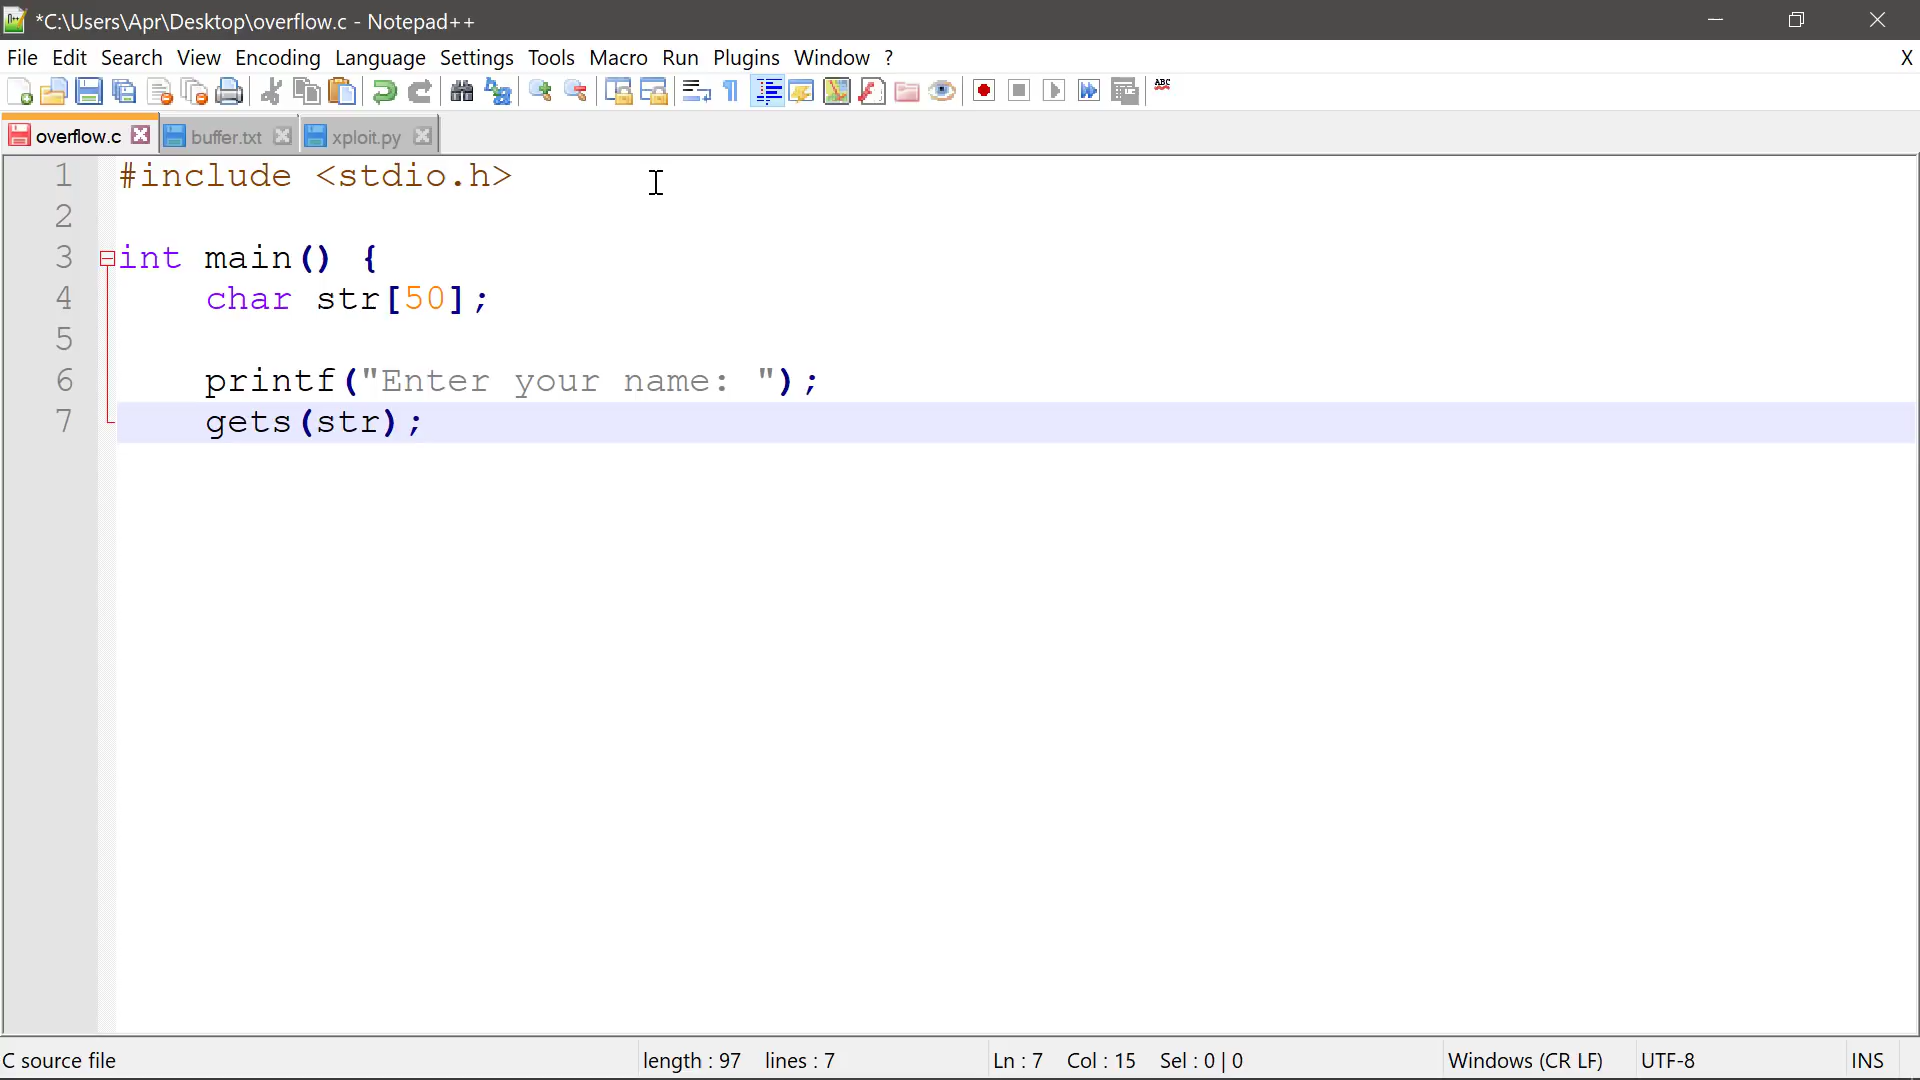 *C:\Users\Apr\Desktop\overflow.c - Notepad++
File Edit Search View Encoding Language Settings Tools Macro Run Plugins Window ? X
ABC
overflow.c buffer.txt xploit.py
1 #include <stdio.h>
2
3 int main() {
4 char str[50];
5
6 printf("Enter your name: ");
7 gets(str);
C source file length : 97 lines : 7 Ln : 7 Col : 15 Sel : 0 | 0 Windows (CR LF) UTF-8 INS